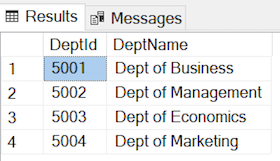 Results Messages
DeptId DeptName
1 5001 Dept of Business
2 5002 Dept of Management
3 5003 Dept of Economics
4 5004 Dept of Marketing